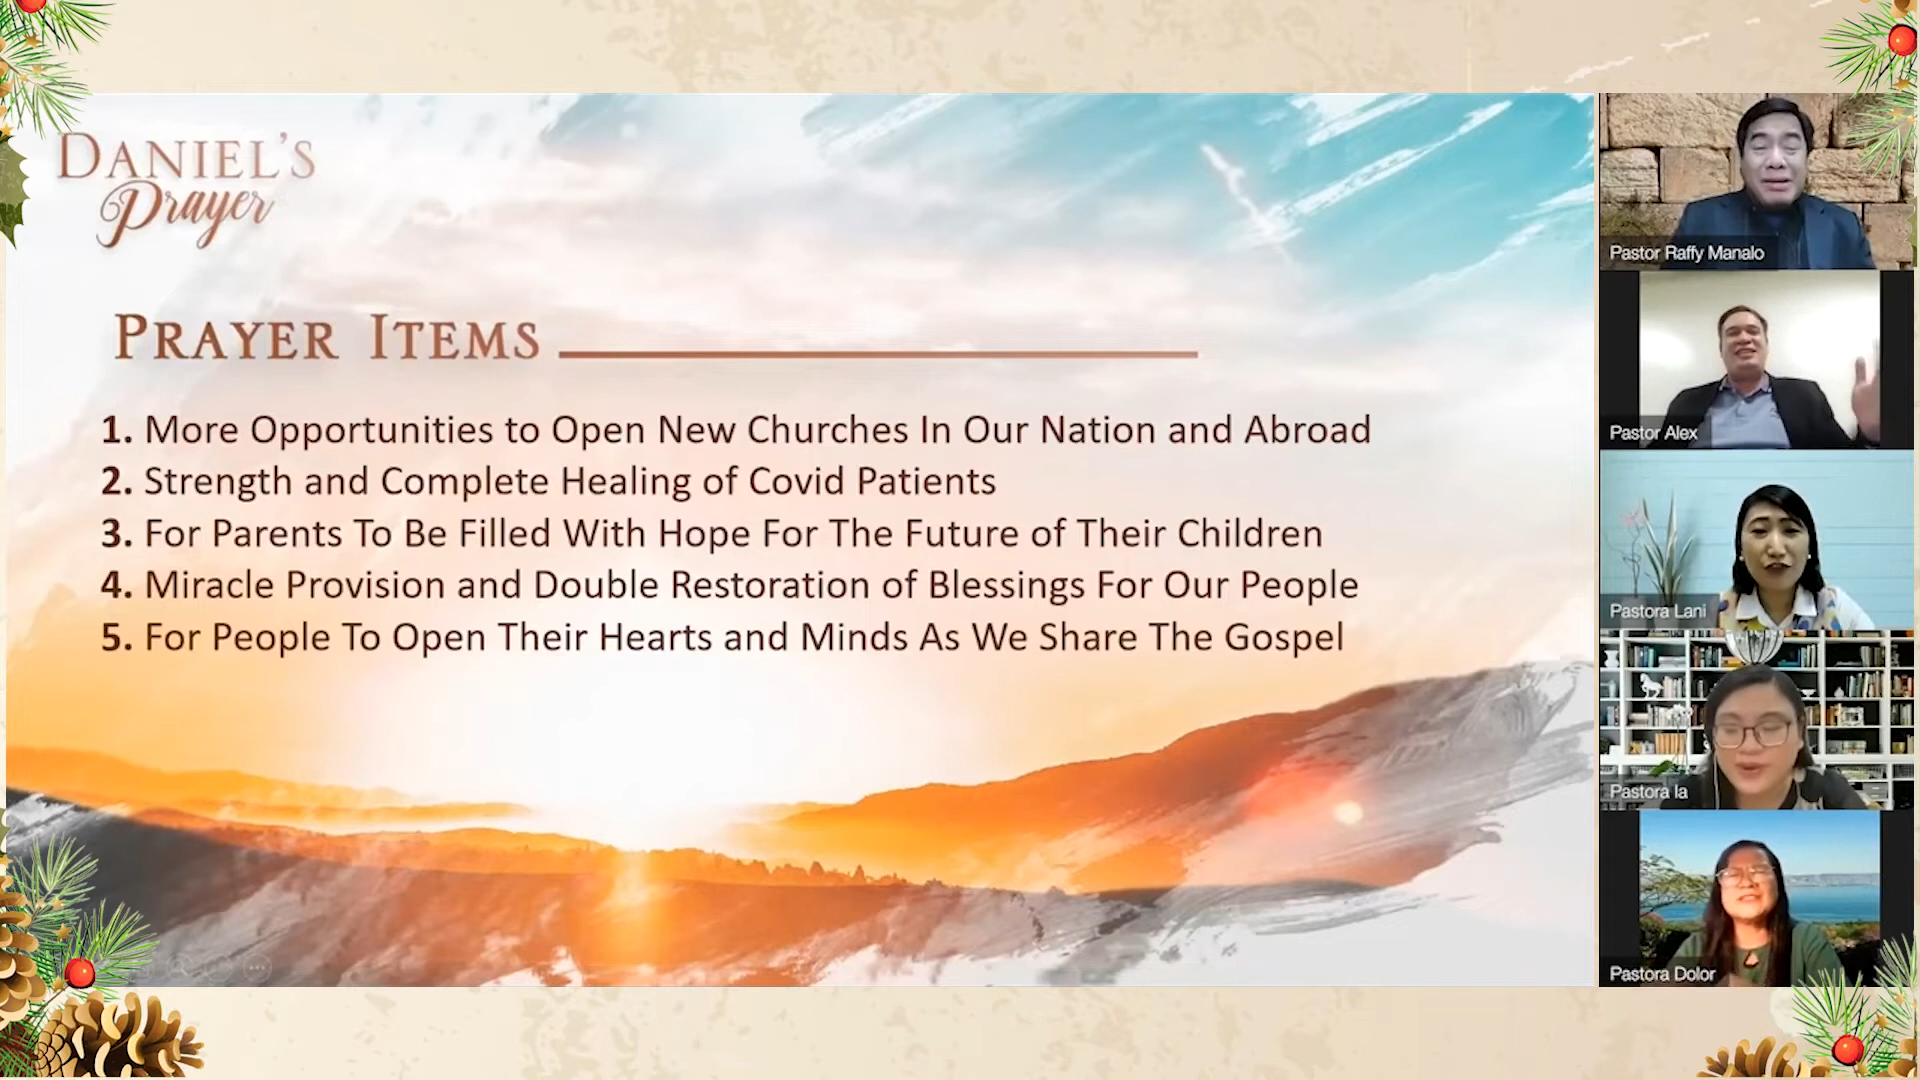 DANIEL'S
Prayer
PRAYER ITEMS
1. More Opportunities to Open New Churches In Our Nation and Abroad
2. Strength and Complete Healing of Covid Patients
3. For Parents To Be Filled With Hope For The Future of Their Children
4. Miracle Provision and Double Restoration of Blessings For Our People
5. For People To Open Their Hearts and Minds As We Share The Gospel
Pastor Raffy Manalo
Pastor Alex
Pastora Lani
Pastora Ia
Pastora Dolor